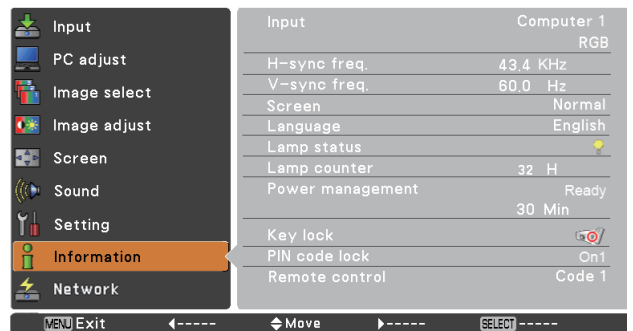 Input
PC adjust
Image select
Image adjust
Screen
Sound
Setting
Information
Network
Input Computer 1
RGB
H-sync freq. 43.4 KHz
V-sync freq. 60.0 Hz
Screen Normal
Language English
Lamp status
Lamp counter 32 H
Power management Ready
30 Min
Key lock
PIN code lock On1
Remote control Code 1
MENU Exit ◀----- Move ▶----- SELECT -----